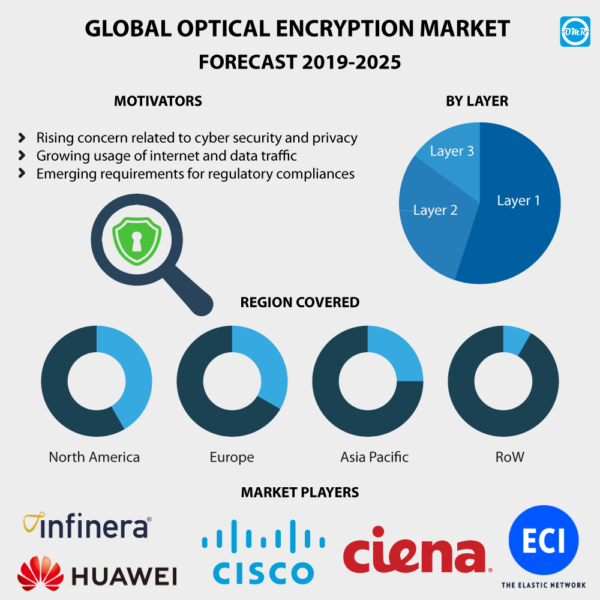 GLOBAL OPTICAL ENCRYPTION MARKET
DMR
FORECAST 2019-2025
MOTIVATORS
Rising concern related to cyber security and privacy
Growing usage of internet and data traffic
Emerging requirements for regulatory compliances
BY LAYER
Layer 3
Layer 2
Layer 1
REGION COVERED
North America
Europe
Asia Pacific
RoW
MARKET PLAYERS
infinera®
HUAWEI
CISCO
ciena®
ECI
THE ELASTIC NETWORK